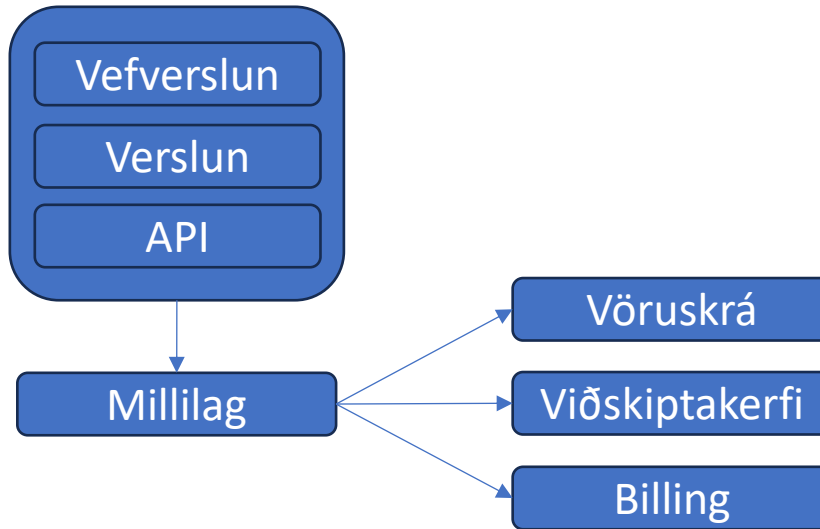 Vefverslun
Verslun
API
Millilag
Vöruskrá
Viðskiptakerfi
Billing